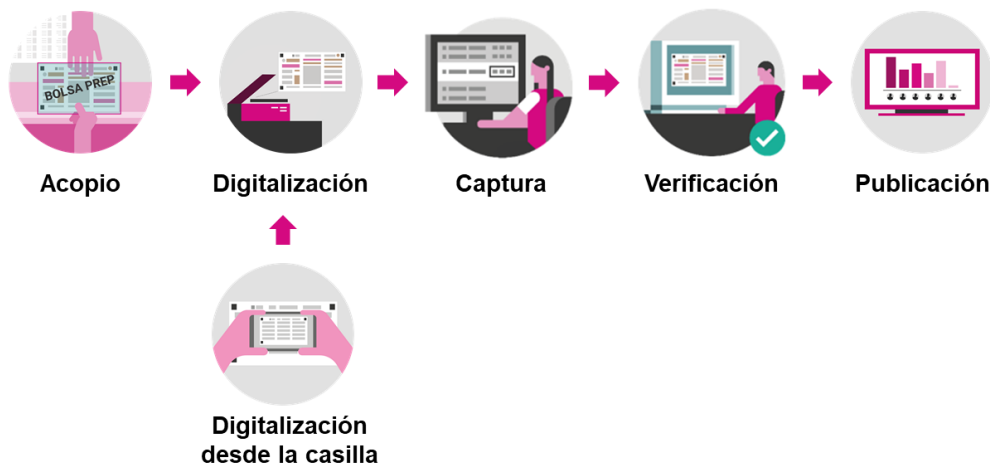 BOLSA PREP
Acopio
Digitalización
Captura
Verificación
Publicación
Digitalización
desde la casilla